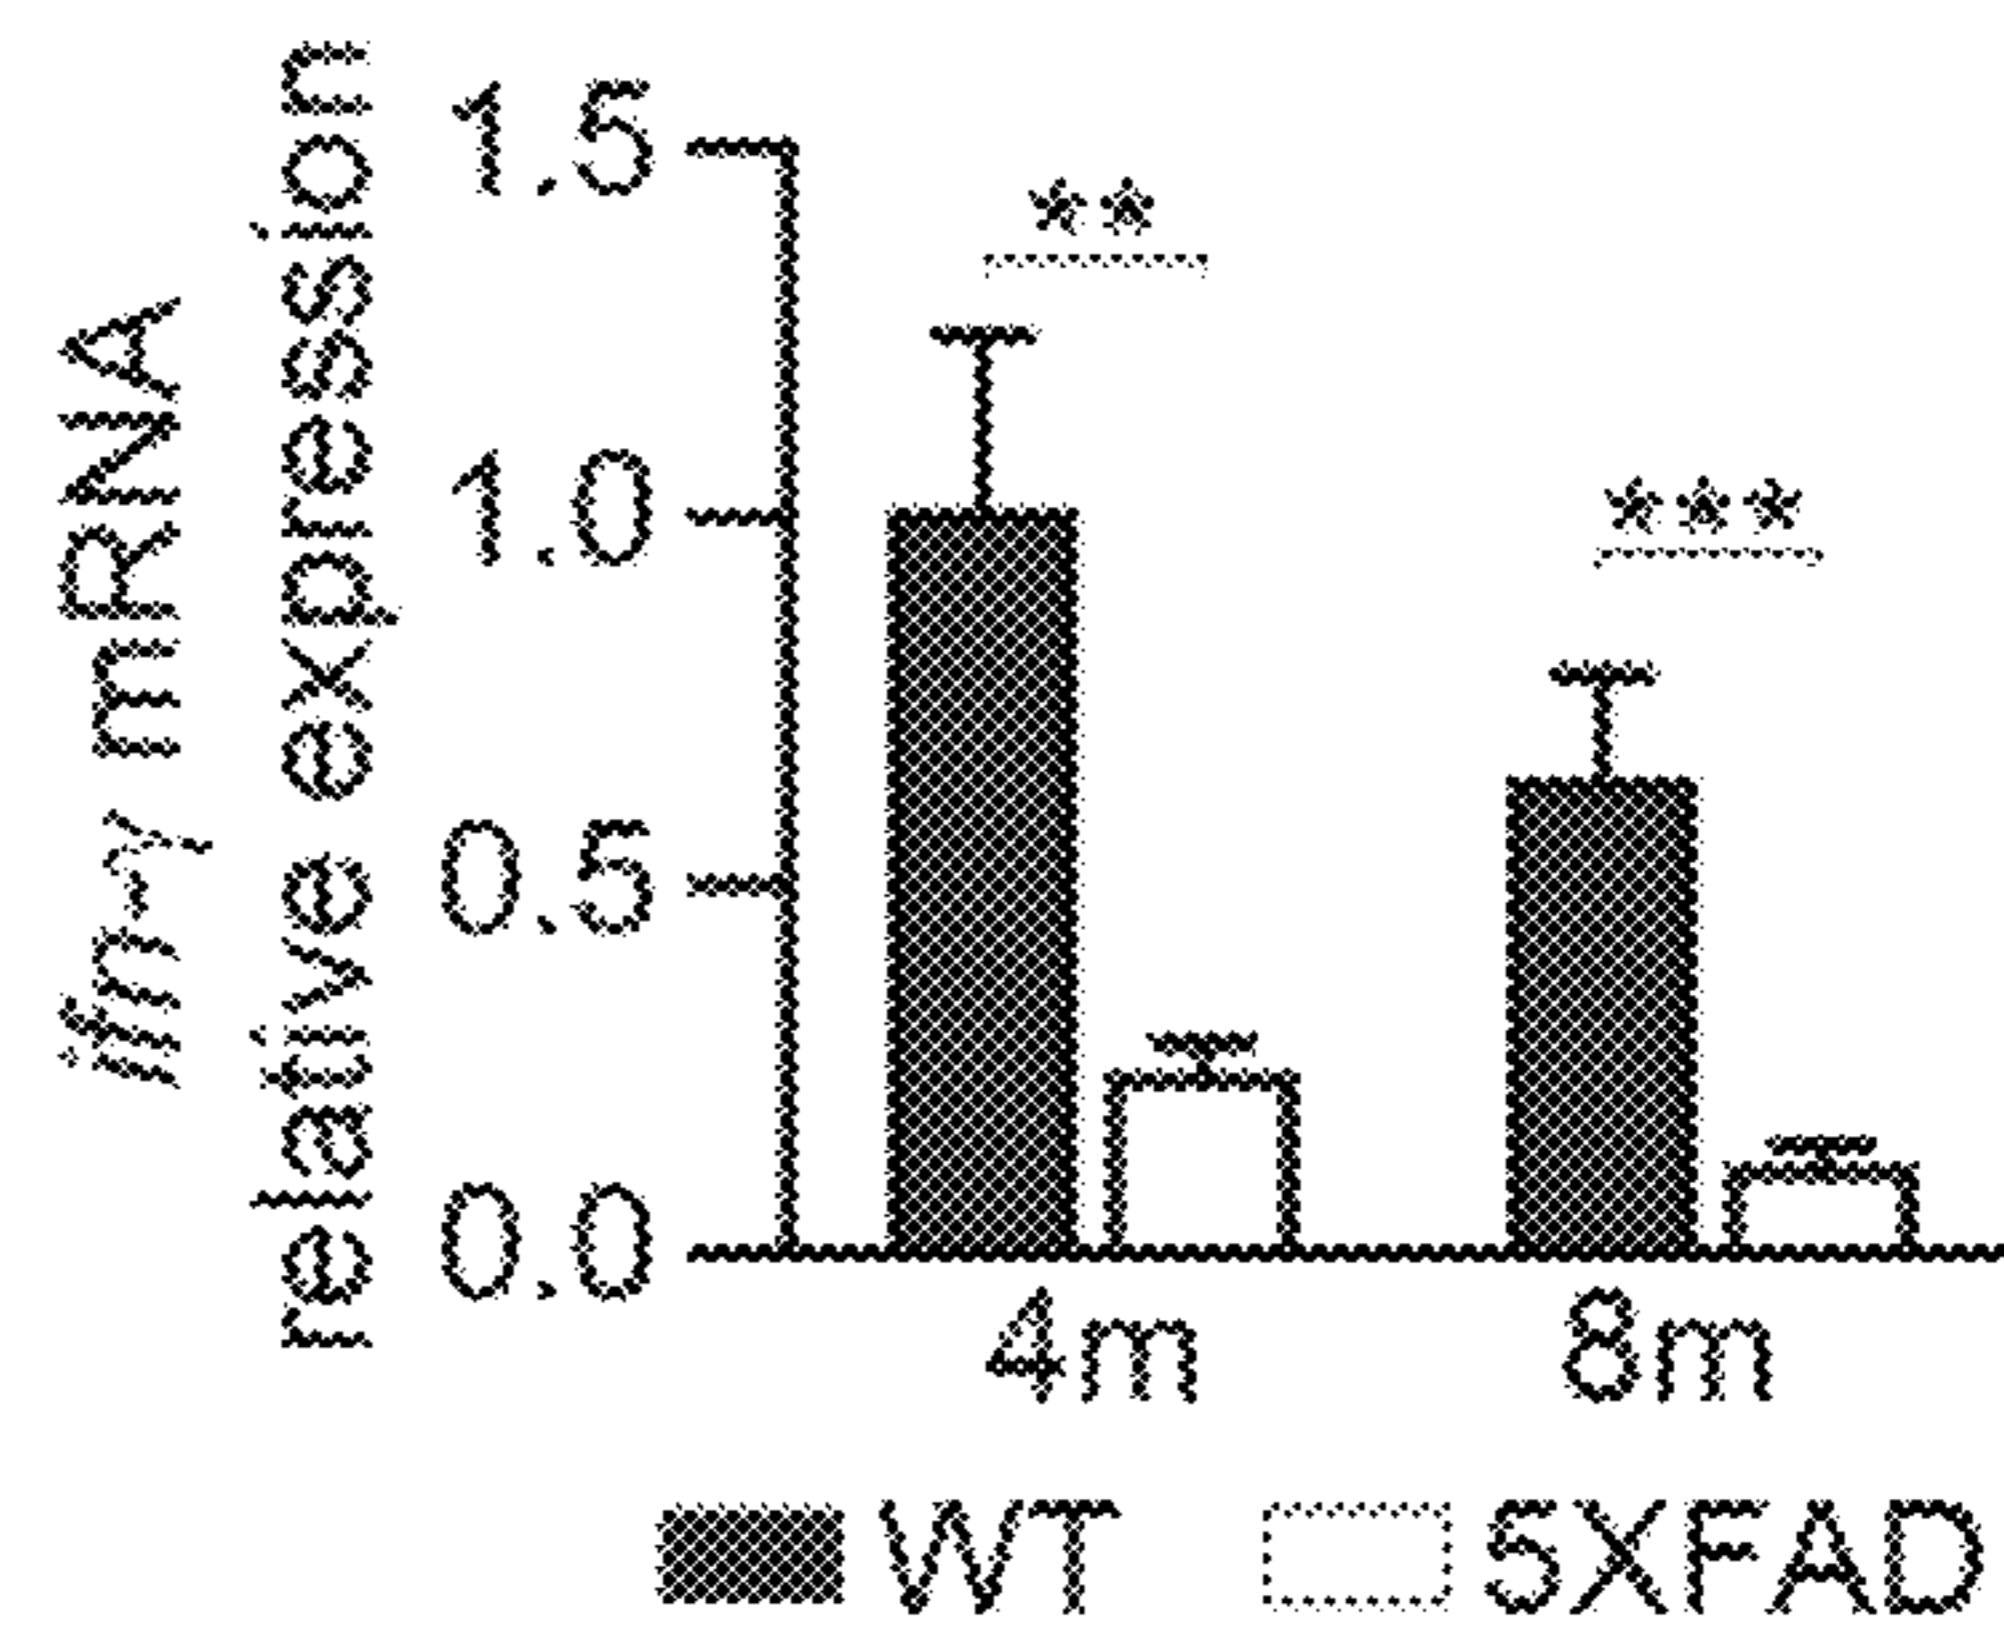 ifn-γ mRNA
relative expression
1.5
1.0
0.5
0.0
**
***
4m 8m
WT 5XFAD